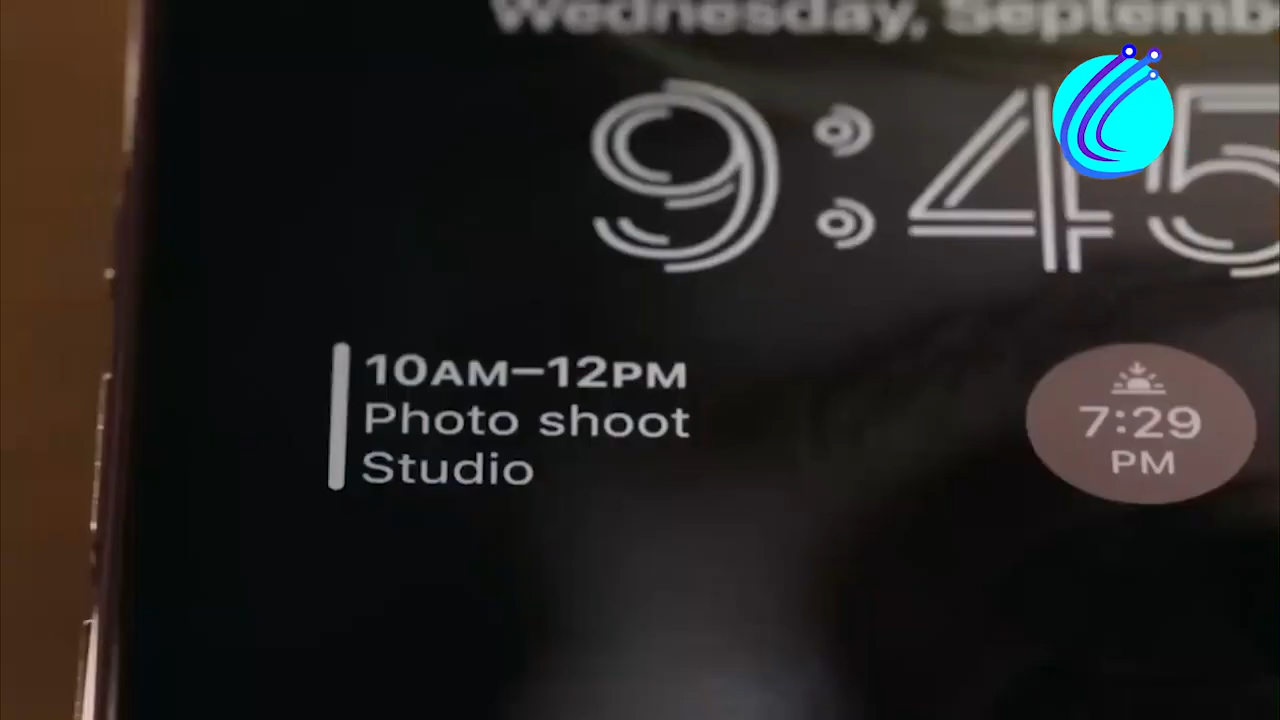 Wednesday, Septemb
9:45
10AM–12PM
Photo shoot
Studio
7:29
PM